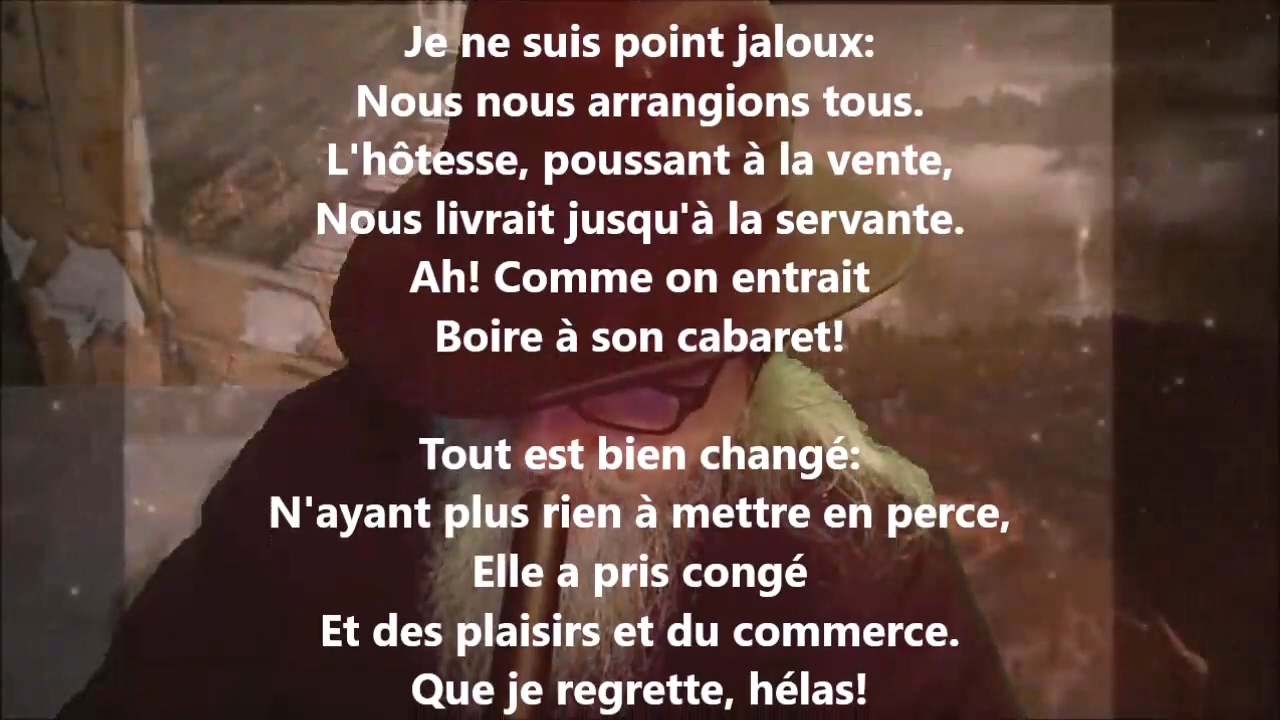 Je ne suis point jaloux:
Nous nous arrangions tous.
L'hôtesse, poussant à la vente,
Nous livrait jusqu'à la servante.
Ah! Comme on entrait
Boire à son cabaret!
Tout est bien changé:
N'ayant plus rien à mettre en perce,
Elle a pris congé
Et des plaisirs et du commerce.
Que je regrette, hélas!